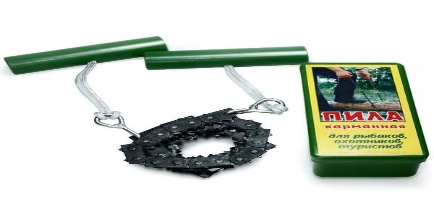 ПИЛА
карманная
для рыбаков,
охотников,
туристов